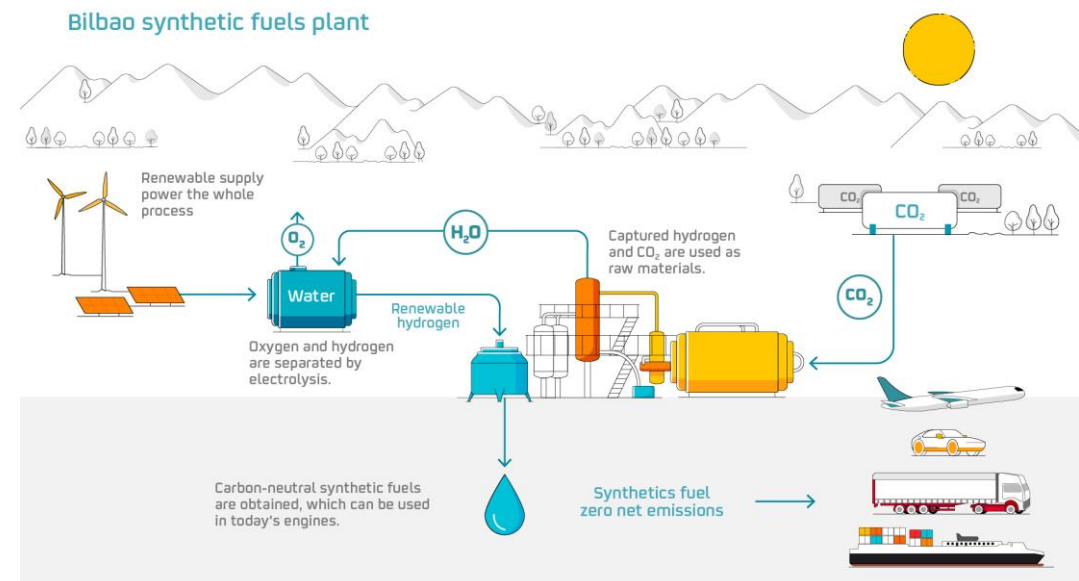 Bilbao synthetic fuels plant
Renewable supply
power the whole
process
O₂
H₂O
Captured hydrogen
and CO₂ are used as
raw materials.
CO₂
CO₂
CO₂
CO₂
Water
Renewable
hydrogen
Oxygen and hydrogen
are separated by
electrolysis.
Carbon-neutral synthetic fuels
are obtained, which can be used
in today's engines.
Synthetics fuel
zero net emissions